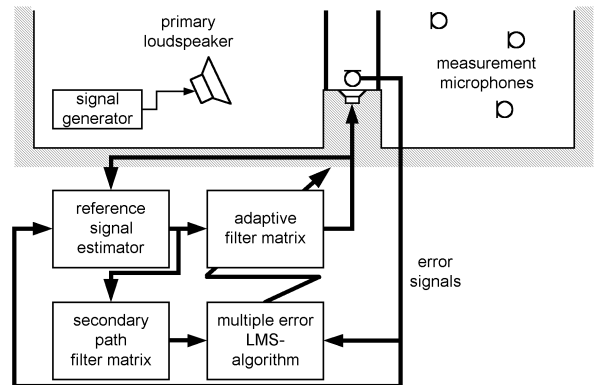 primary
loudspeaker
signal
generator
measurement
microphones
reference
signal
estimator
adaptive
filter matrix
error
signals
secondary
path
filter matrix
multiple error
LMS-
algorithm